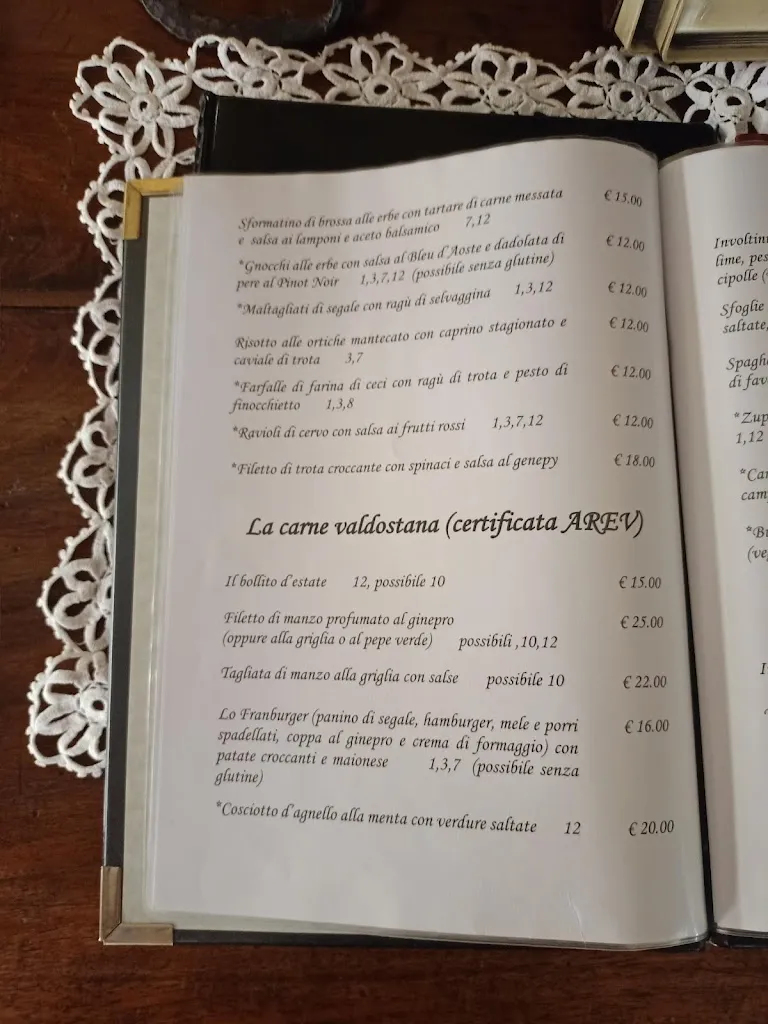 Sformatino di brossa alle erbe con tartare di carne messata € 15.00
e salsa ai lamponi e aceto balsamico 7,12
*Gnocchi alle erbe con salsa al Bleu d'Aoste e dadolata di € 12.00
pere al Pinot Noir 1,3,7,12 (possibile senza glutine)
*Maltagliati di segale con ragù di selvaggina 1,3,12 € 12.00
Risotto alle ortiche mantecato con caprino stagionato e € 12.00
caviale di trota 3,7
*Farfalle di farina di ceci con ragù di trota e pesto di € 12.00
finocchietto 1,3,8
*Ravioli di cervo con salsa ai frutti rossi 1,3,7,12 € 12.00
*Filetto di trota croccante con spinaci e salsa al genepy € 18.00
La carne valdostana (certificata AREV)
Il bollito d'estate 12, possibile 10 € 15.00
Filetto di manzo profumato al ginepro € 25.00
(oppure alla griglia o al pepe verde) possibili ,10,12
Tagliata di manzo alla griglia con salse possibile 10 € 22.00
Lo Franburger (panino di segale, hamburger, mele e porri € 16.00
spadellati, coppa al ginepro e crema di formaggio) con
patate croccanti e maionese 1,3,7 (possibile senza
glutine)
*Cosciotto d'agnello alla menta con verdure saltate 12 € 20.00
Involtini
lime, pes
cipolle (
Sfoglie
saltate,
Spagh
di fav
*Zup
1,12
*Car
cam
(ve